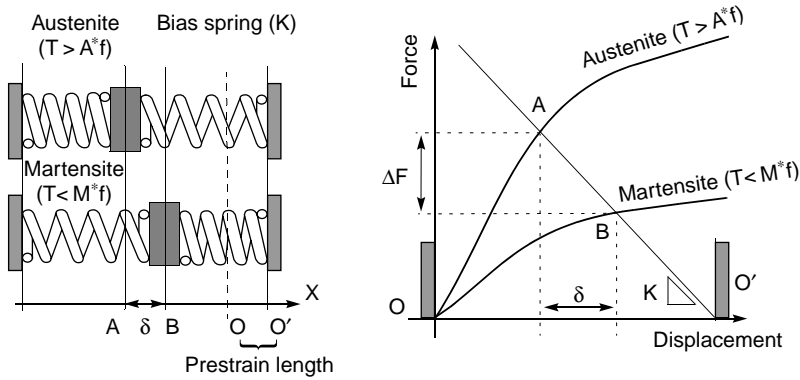 Austenite
(T > A*f)
Bias spring (K)
Martensite
(T< M*f)
X
A δ B O O′
Prestrain length
Force
Austenite (T > A*f)
A
ΔF
Martensite (T< M*f)
B
O
δ
K
O′
Displacement